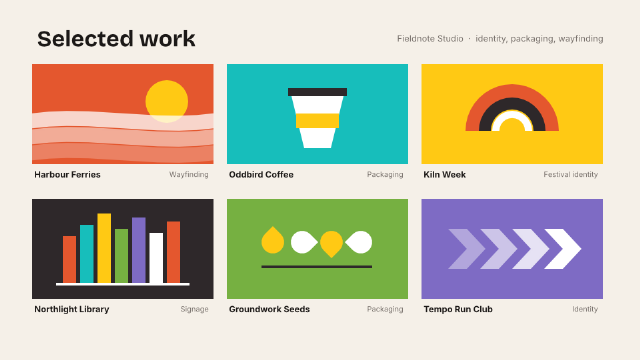 Selected work
Fieldnote Studio · identity, packaging, wayfinding
Harbour Ferries Wayfinding
Oddbird Coffee Packaging
Kiln Week Festival identity
Northlight Library Signage
Groundwork Seeds Packaging
Tempo Run Club Identity